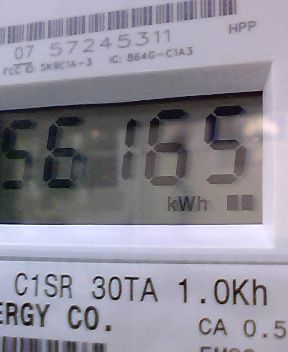 HPP
07 57245311
FCC ID: SK9C1A-3 IC: 864G-C1A3
56165
kWh
C1SR 30TA 1.0Kh
ERGY CO.
CA 0.5